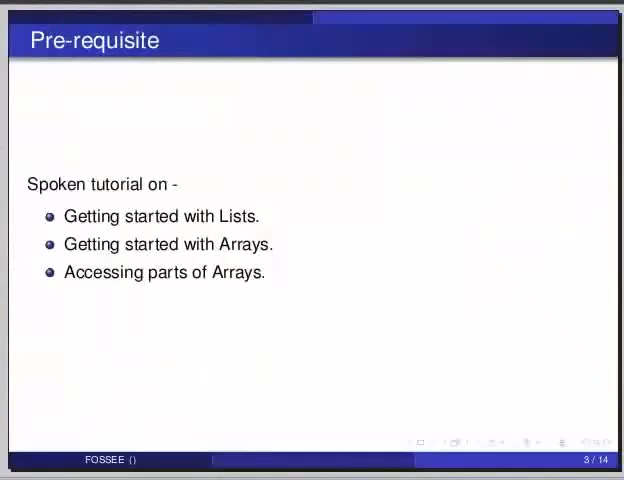 Pre-requisite
Spoken tutorial on -
Getting started with Lists.
Getting started with Arrays.
Accessing parts of Arrays.
FOSSEE ()
3 / 14